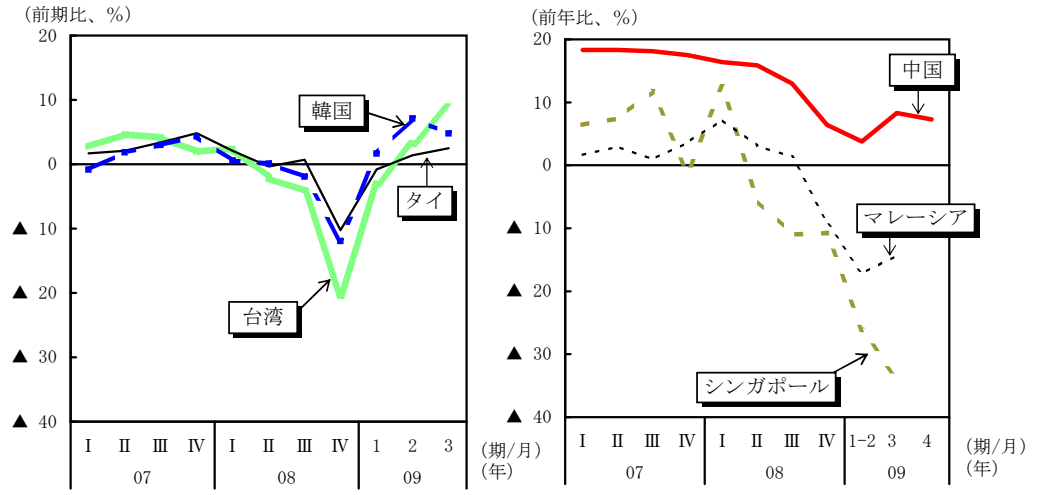 (前期比、%)
20
10
0
▲ 10
▲ 20
▲ 30
▲ 40
韓国
タイ
台湾
Ⅰ Ⅱ Ⅲ Ⅳ Ⅰ Ⅱ Ⅲ Ⅳ 1 2 3 (期/月)
07 08 09 (年)
(前年比、%)
20
10
0
▲ 10
▲ 20
▲ 30
▲ 40
中国
マレーシア
シンガポール
Ⅰ Ⅱ Ⅲ Ⅳ Ⅰ Ⅱ Ⅲ Ⅳ 1-2 3 4 (期/月)
07 08 09 (年)